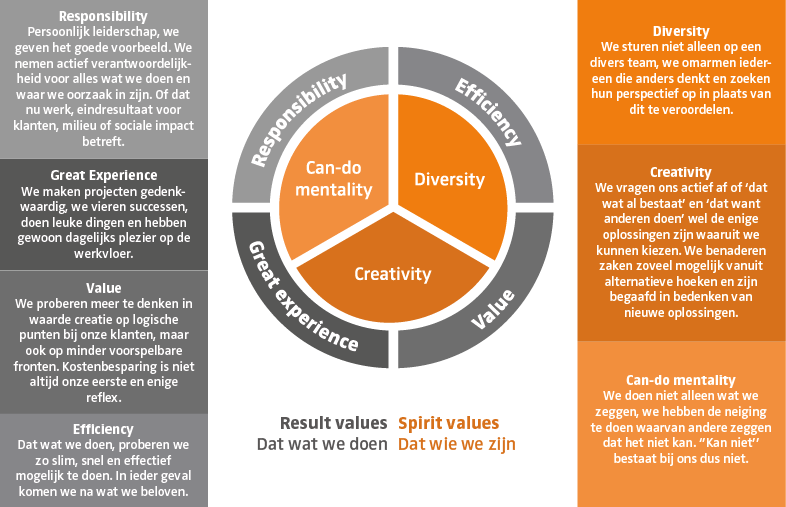 Responsibility
Persoonlijk leiderschap, we
geven het goede voorbeeld. We
nemen actief verantwoordelijk-
heid voor alles wat we doen en
waar we oorzaak in zijn. Of dat
nu werk, eindresultaat voor
klanten, milieu of sociale impact
betreft.
Great Experience
We maken projecten gedenk-
waardig, we vieren successen,
doen leuke dingen en hebben
gewoon dagelijks plezier op de
werkvloer.
Value
We proberen meer te denken in
waarde creatie op logische
punten bij onze klanten, maar
ook op minder voorspelbare
fronten. Kostenbesparing is niet
altijd onze eerste en enige
reflex.
Efficiency
Dat wat we doen, proberen we
zo slim, snel en effectief
mogelijk te doen. In ieder geval
komen we na wat we beloven.
Responsibility
Efficiency
Can-do
mentality
Diversity
Creativity
Great experience
Value
Result values
Dat wat we doen
Spirit values
Dat wie we zijn
Diversity
We sturen niet alleen op een
divers team, we omarmen ieder-
een die anders denkt en zoeken
hun perspectief op in plaats van
dit te veroordelen.
Creativity
We vragen ons actief af of ‘dat
wat al bestaat’ en ‘dat want
anderen doen’ wel de enige
oplossingen zijn waaruit we
kunnen kiezen. We benaderen
zaken zoveel mogelijk vanuit
alternatieve hoeken en zijn
begaafd in bedenken van
nieuwe oplossingen.
Can-do mentality
We doen niet alleen wat we
zeggen, we hebben de neiging
te doen waarvan andere zeggen
dat het niet kan. “Kan niet’’
bestaat bij ons dus niet.